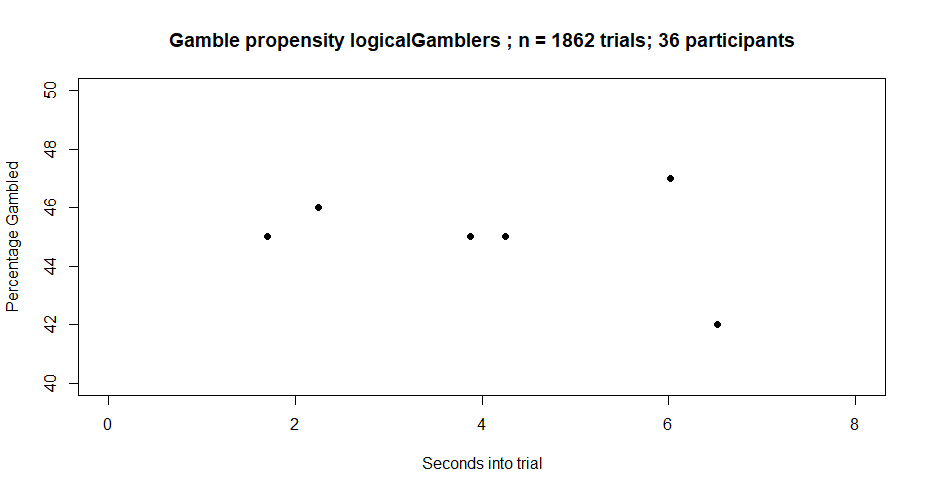 Gamble propensity logicalGamblers ; n = 1862 trials; 36 participants
Percentage Gambled
50
48
46
44
42
40
0 2 4 6 8
Seconds into trial